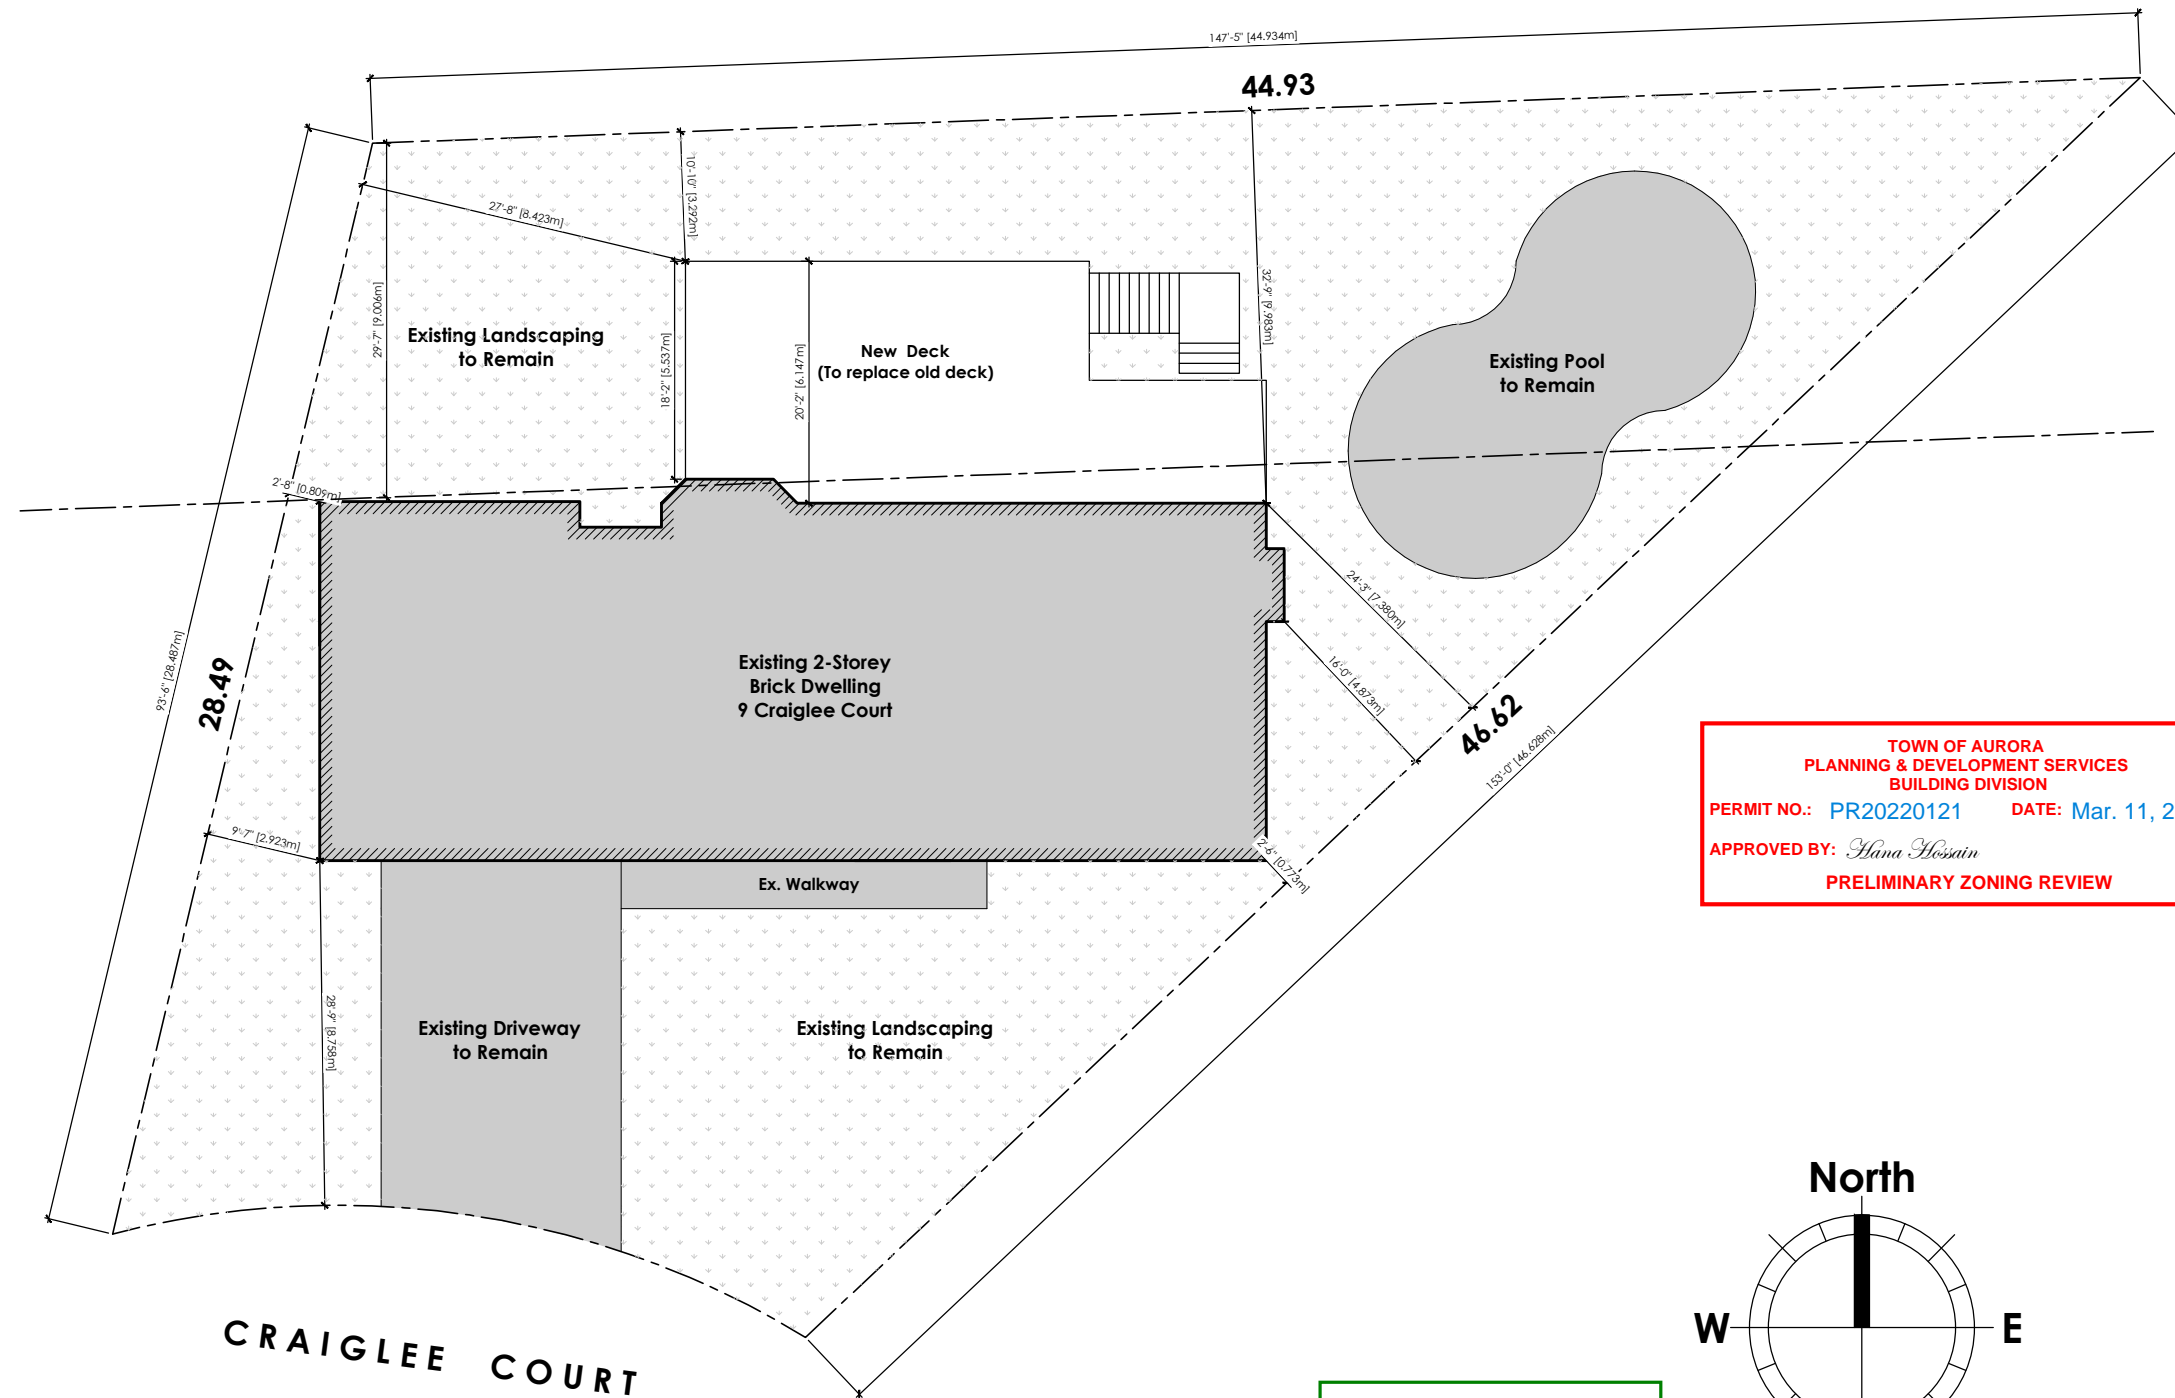 147'-5" [44.934m]
44.93
10'-10" [3.292m]
27'-8" [8.423m]
29'-7" [9.006m]
32'-9" [9.983m]
Existing Landscaping
to Remain
18'-2" [5.537m]
20'-2" [6.147m]
New Deck
(To replace old deck)
Existing Pool
to Remain
2'-8" [0.809m]
24'-3" [7.380m]
93'-6" [28.487m]
28.49
Existing 2-Storey
Brick Dwelling
9 Craiglee Court
16'-0" [4.873m]
46.62
153'-0" [46.628m]
TOWN OF AURORA
PLANNING & DEVELOPMENT SERVICES
BUILDING DIVISION
PERMIT NO.: PR20220121 DATE: Mar. 11, 2
APPROVED BY: Hana Hossain
PRELIMINARY ZONING REVIEW
9'-7" [2.923m]
2'-6" [0.773m]
Ex. Walkway
28'-9" [8.758m]
Existing Driveway
to Remain
Existing Landscaping
to Remain
North
W E
CRAIGLEE COURT